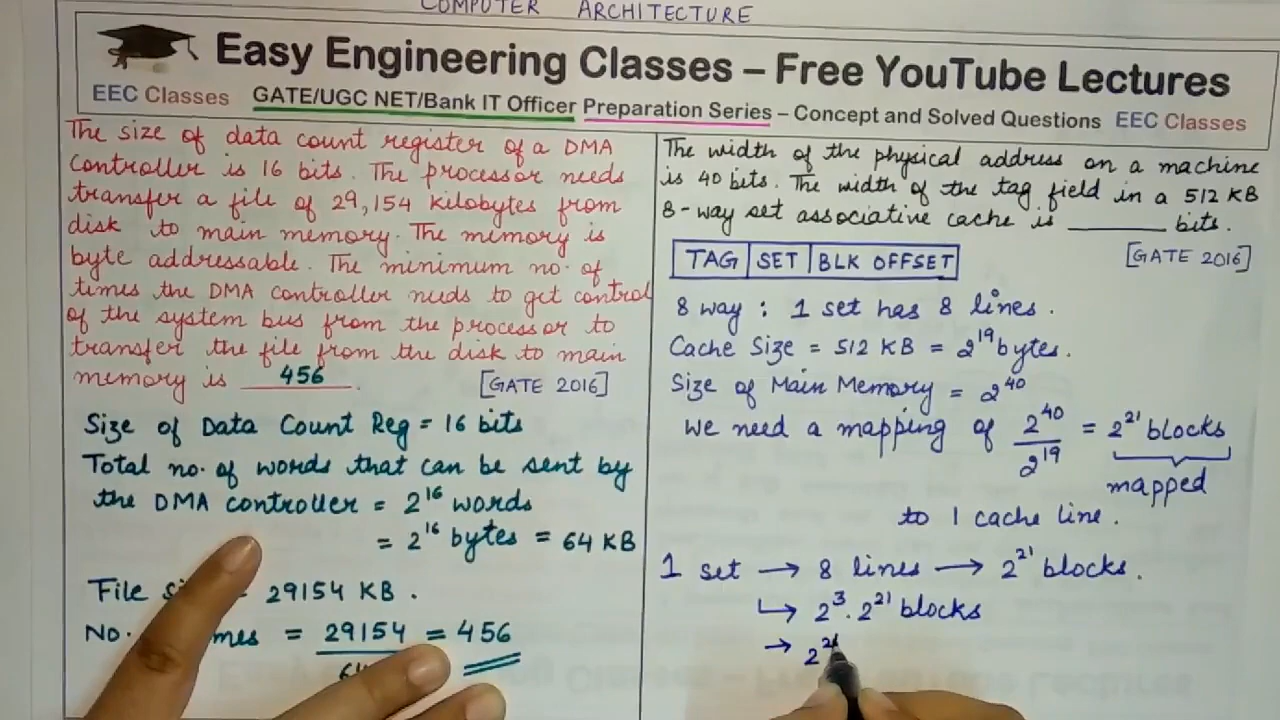 COMPUTER ARCHITECTURE
Easy Engineering Classes – Free YouTube Lectures
EEC Classes GATE/UGC NET/Bank IT Officer Preparation Series – Concept and Solved Questions EEC Classes
The size of data count register of a DMA
Controller is 16 bits. The processor needs
transfer a file of 29,154 kilobytes from
disk to main memory. The memory is
byte addressable. The minimum no. of
times the DMA controller needs to get control
of the system bus from the processor to
transfer the file from the disk to main
memory is 456 [GATE 2016]
Size of Data Count Reg = 16 bits
Total no. of words that can be sent by
the DMA controller = 2^16 words
= 2^16 bytes = 64 KB
File = 29154 KB.
No. = 29154 = 456
The width of the physical address on a machine
is 40 bits. The width of the tag field in a 512 KB
8-way set associative cache is ______ bits.
[GATE 2016]
TAG SET BLK OFFSET
8 way : 1 set has 8 lines.
Cache Size = 512 KB = 2^19 bytes.
Size of Main Memory = 2^40
We need a mapping of 2^40 / 2^19 = 2^21 blocks
mapped
to 1 cache line.
1 set → 8 lines → 2^21 blocks.
↳ 2^3 . 2^21 blocks